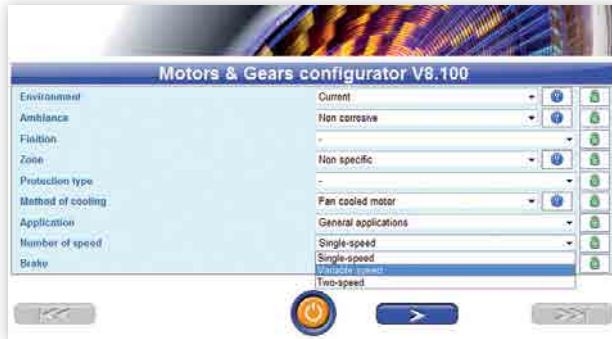 Motors & Gears configurator V8.100
Environment Current
Ambiance Non corrosive
Finition -
Zone Non specific
Protection type -
Method of cooling Fan cooled motor
Application General applications
Number of speed Single-speed
Brake Single-speed
Variable speed
Two-speed